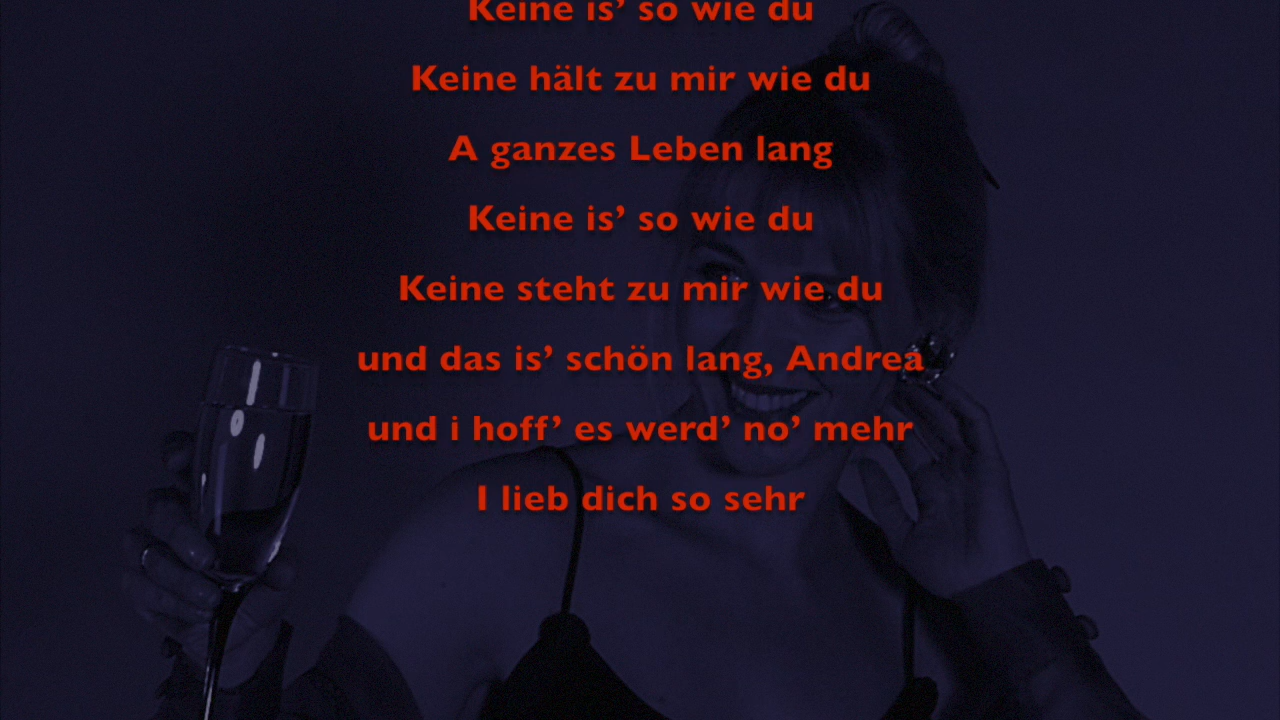 Keine is’ so wie du
Keine hält zu mir wie du
A ganzes Leben lang
Keine is’ so wie du
Keine steht zu mir wie du
und das is’ schön lang, Andrea
und i hoff’ es werd’ no’ mehr
I lieb dich so sehr